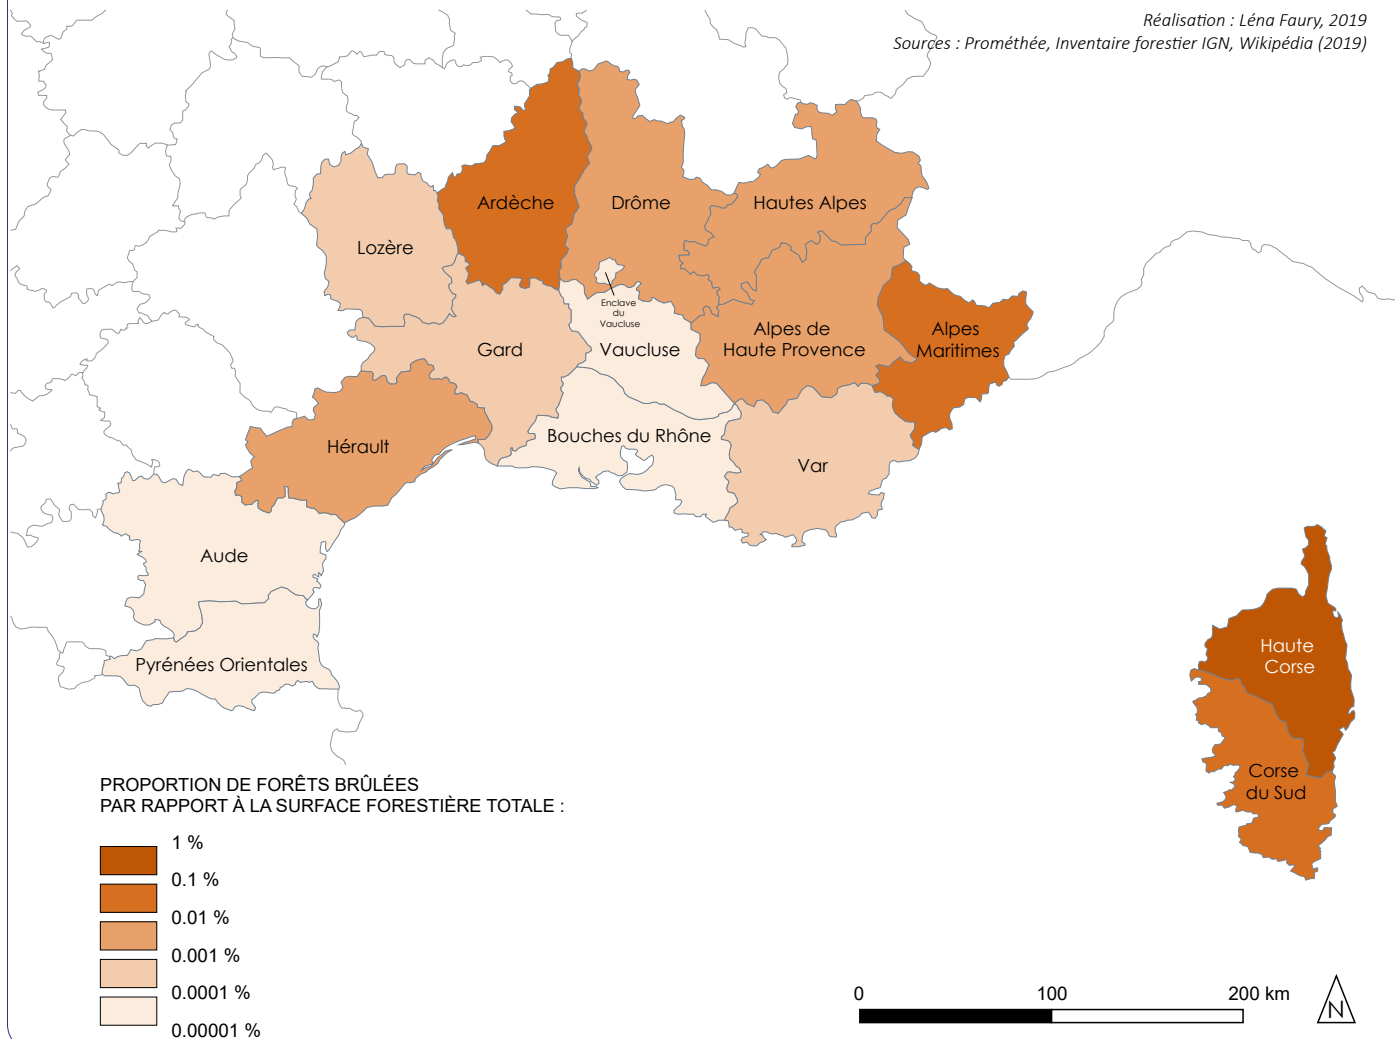 Réalisation : Léna Faury, 2019
Sources : Prométhée, Inventaire forestier IGN, Wikipédia (2019)
Ardèche
Drôme
Hautes Alpes
Lozère
Enclave
du
Vaucluse
Gard
Vaucluse
Alpes de
Haute Provence
Alpes
Maritimes
Hérault
Bouches du Rhône
Var
Aude
Pyrénées Orientales
Haute
Corse
Corse
du Sud
PROPORTION DE FORÊTS BRÛLÉES
PAR RAPPORT À LA SURFACE FORESTIÈRE TOTALE :
1 %
0.1 %
0.01 %
0.001 %
0.0001 %
0.00001 %
0 100 200 km
N